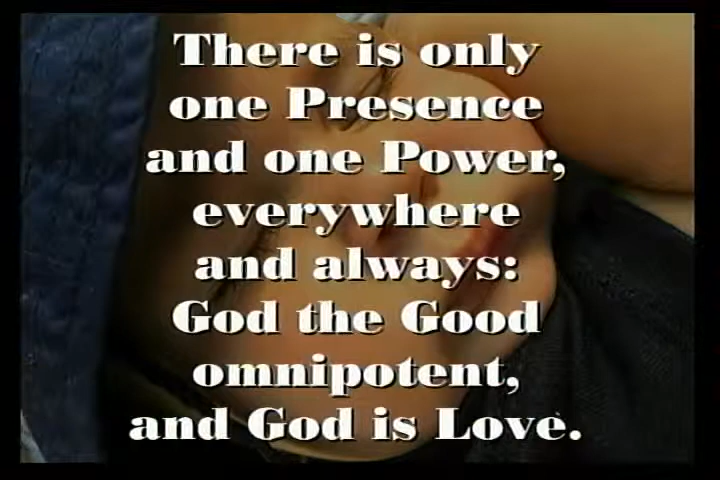 There is only
one Presence
and one Power,
everywhere
and always:
God the Good
omnipotent,
and God is Love.